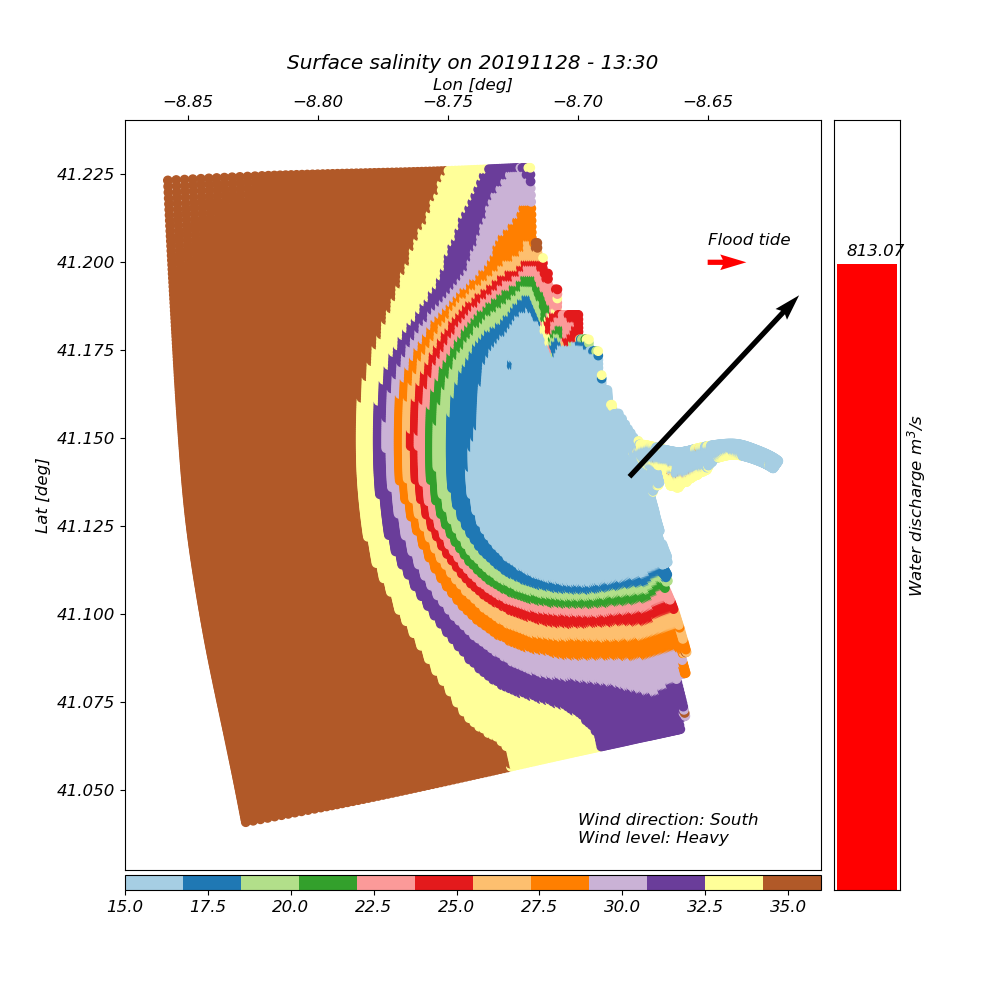 Surface salinity on 20191128 - 13:30
Lon [deg]
−8.85 −8.80 −8.75 −8.70 −8.65
41.225
41.200
41.175
41.150
41.125
41.100
41.075
41.050
Lat [deg]
Flood tide
813.07
Water discharge m³/s
Wind direction: South
Wind level: Heavy
15.0 17.5 20.0 22.5 25.0 27.5 30.0 32.5 35.0